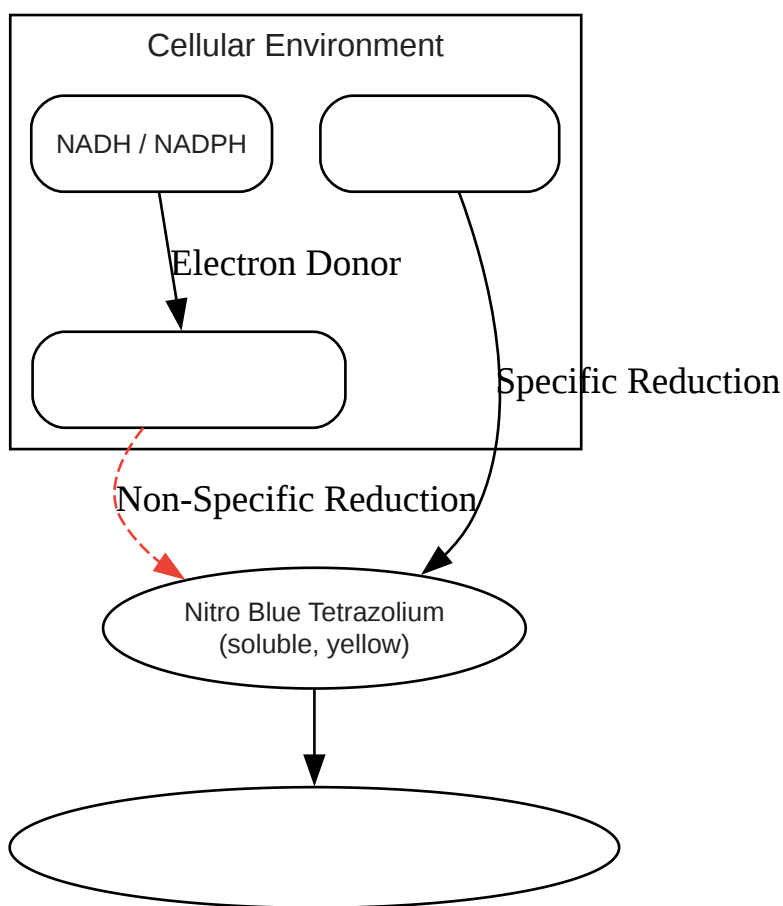 Cellular Environment
NADH / NADPH
Electron Donor
Specific Reduction
Non-Specific Reduction
Nitro Blue Tetrazolium
(soluble, yellow)